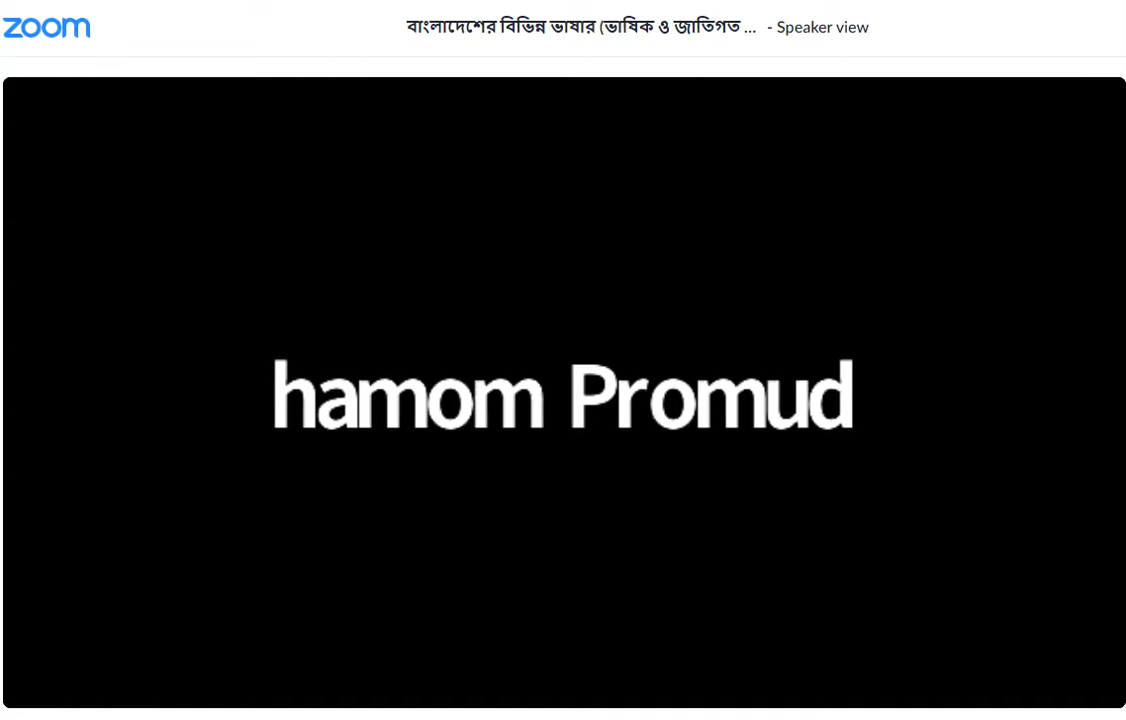 zoom
বাংলাদেশের বিভিন্ন ভাষার (ভাষিক ও জাতিগত ... - Speaker view
hamom Promud